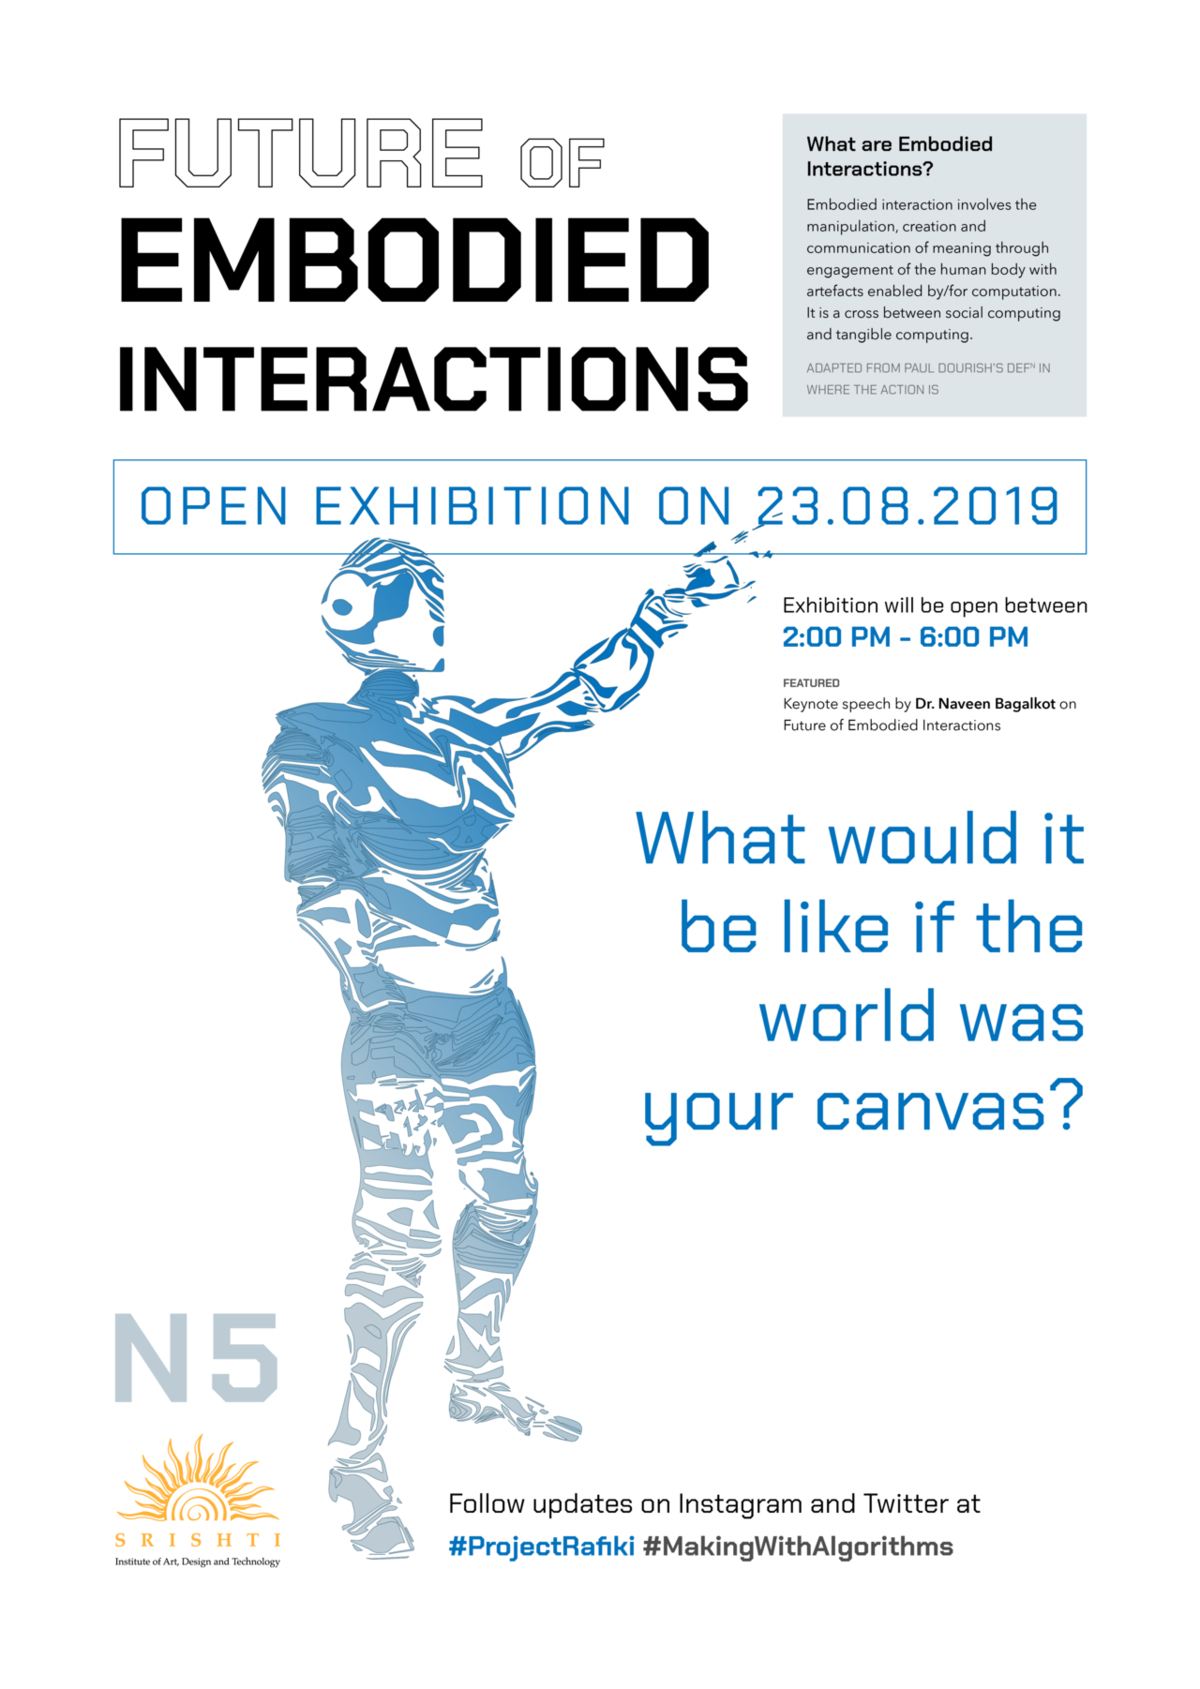 FUTURE OF
EMBODIED
INTERACTIONS
What are Embodied
Interactions?
Embodied interaction involves the
manipulation, creation and
communication of meaning through
engagement of the human body with
artefacts enabled by/for computation.
It is a cross between social computing
and tangible computing.
ADAPTED FROM PAUL DOURISH'S DEFᴺ IN
WHERE THE ACTION IS
OPEN EXHIBITION ON 23.08.2019
Exhibition will be open between
2:00 PM - 6:00 PM
FEATURED
Keynote speech by Dr. Naveen Bagalkot on
Future of Embodied Interactions
What would it
be like if the
world was
your canvas?
N5
SRISHTI
Institute of Art, Design and Technology
Follow updates on Instagram and Twitter at
#ProjectRafiki #MakingWithAlgorithms